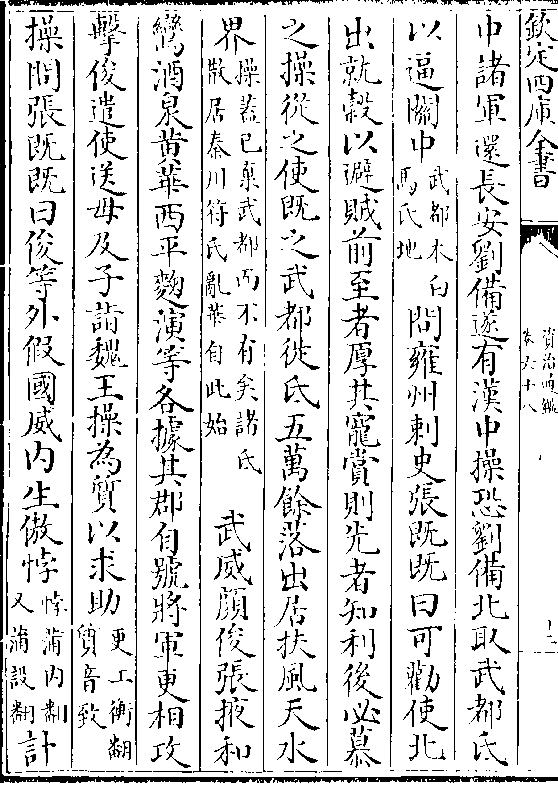 欽定四庫全書
資治通鑑
卷六十八
中諸軍還長安劉備遂有漢中操恐劉備北取武都氐
以逼關中武都本白馬氐地問雍州刺史張既既曰可勸使北
出就穀以避賊前至者厚其寵賞則先者知利後必慕
之操從之使既之武都徙氐五萬餘落出居扶風天水
界操蓋已棄武都而不有矣諸氐散居秦川苻氏亂華自此始 武威顔俊張掖和
鸞酒泉黄華西平麴演等各據其郡自號將軍更相攻
擊俊遣使送母及子詣魏王操為質以求助更工衡翻質音致
操問張既既曰俊等外假國威内生傲悖悖蒲内翻又蒲沒翻計